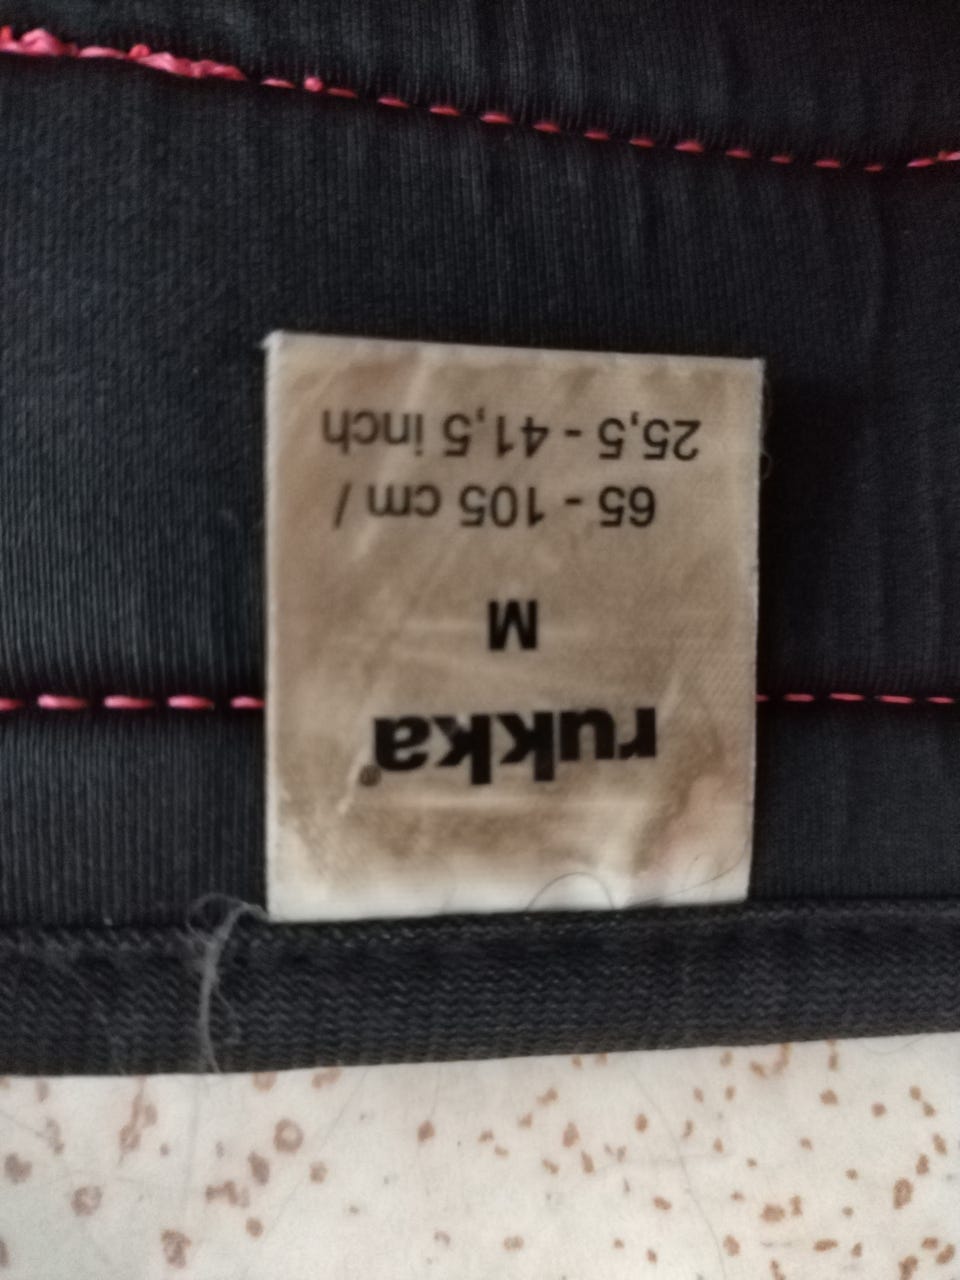 rukka®
M
65 - 105 cm /
25,5 - 41,5 inch